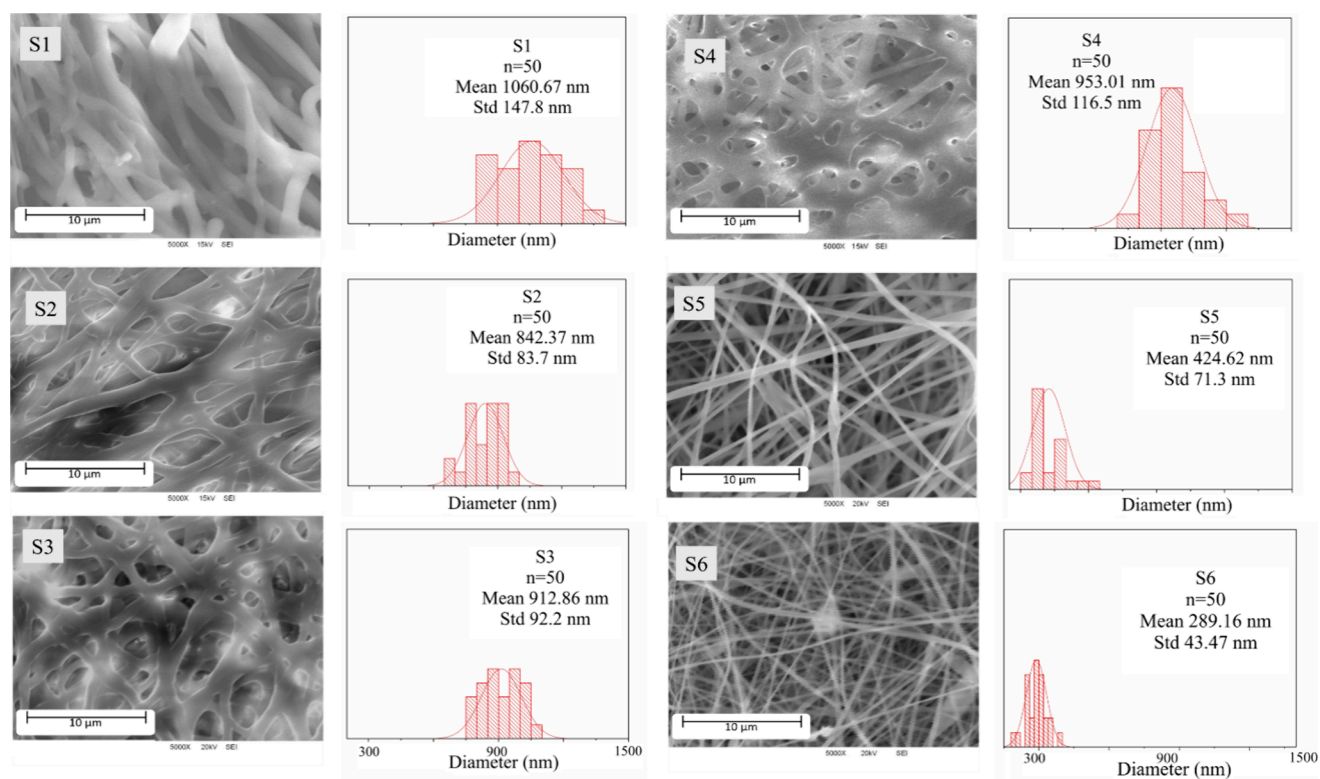 S1
10 µm
5000X 15kV SEI
S1
n=50
Mean 1060.67 nm
Std 147.8 nm
Diameter (nm)
S4
10 µm
5000X 15kV SEI
S4
n=50
Mean 953.01 nm
Std 116.5 nm
Diameter (nm)
S2
10 µm
5000X 15kV SEI
S2
n=50
Mean 842.37 nm
Std 83.7 nm
Diameter (nm)
S5
10 µm
5000X 20kV SEI
S5
n=50
Mean 424.62 nm
Std 71.3 nm
Diameter (nm)
S3
10 µm
5000X 20kV SEI
S3
n=50
Mean 912.86 nm
Std 92.2 nm
300 900 1500
Diameter (nm)
S6
10 µm
5000X 20kV SEI
S6
n=50
Mean 289.16 nm
Std 43.47 nm
300 900 1500
Diameter (nm)